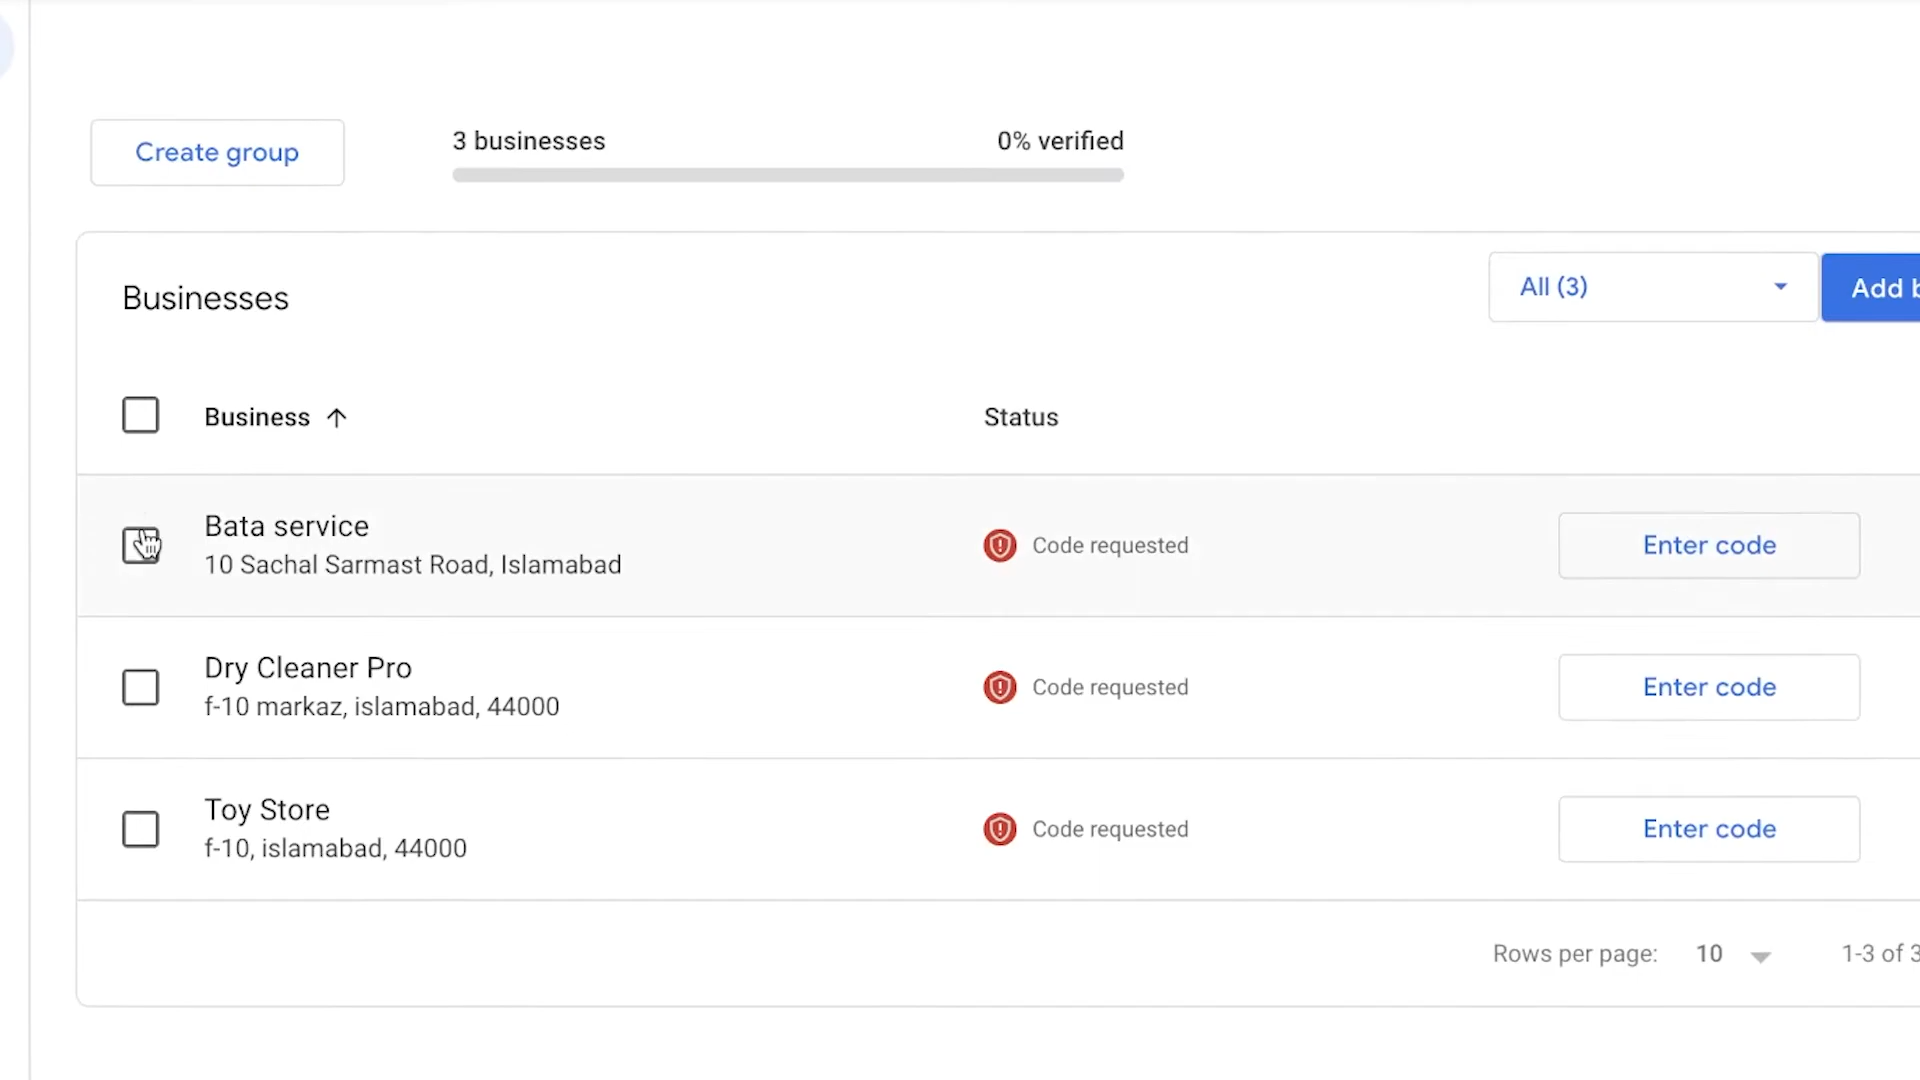 Create group
3 businesses
0% verified
Businesses
All (3)
Add b
Business
Status
Bata service
10 Sachal Sarmast Road, Islamabad
Code requested
Enter code
Dry Cleaner Pro
f-10 markaz, islamabad, 44000
Code requested
Enter code
Toy Store
f-10, islamabad, 44000
Code requested
Enter code
Rows per page: 10
1-3 of 3